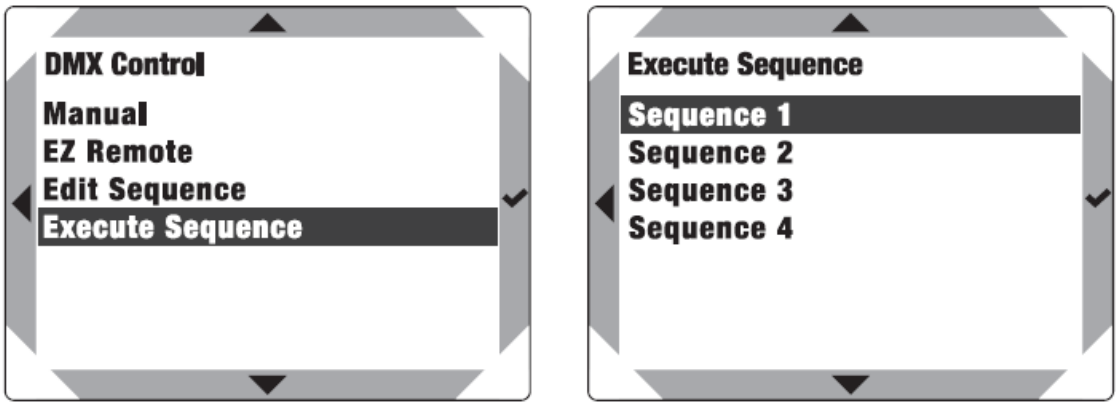 DMX Control
Manual
EZ Remote
Edit Sequence
Execute Sequence
Execute Sequence
Sequence 1
Sequence 2
Sequence 3
Sequence 4